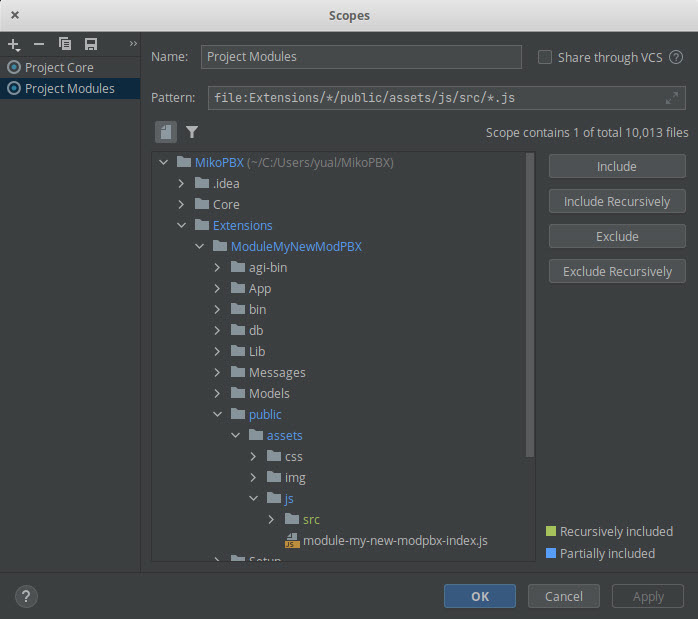 Scopes
Project Core
Project Modules
Name: Project Modules Share through VCS ?
Pattern: file:Extensions/*/public/assets/js/src/*.js
Scope contains 1 of total 10,013 files
MikoPBX (~/C:/Users/yual/MikoPBX)
.idea
Core
Extensions
ModuleMyNewModPBX
agi-bin
App
bin
db
Lib
Messages
Models
public
assets
css
img
js
src
JS module-my-new-modpbx-index.js
Setup
Include
Include Recursively
Exclude
Exclude Recursively
Recursively included
Partially included
? OK Cancel Apply